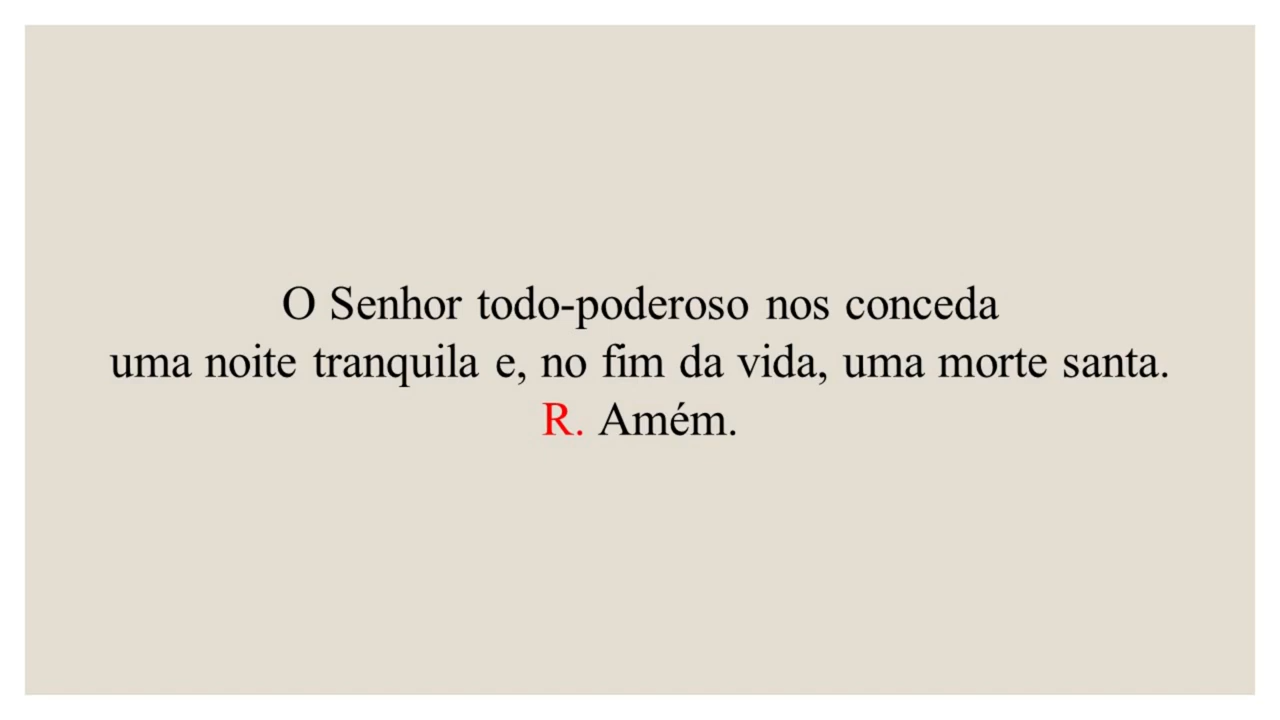 O Senhor todo-poderoso nos conceda
uma noite tranquila e, no fim da vida, uma morte santa.
R. Amém.